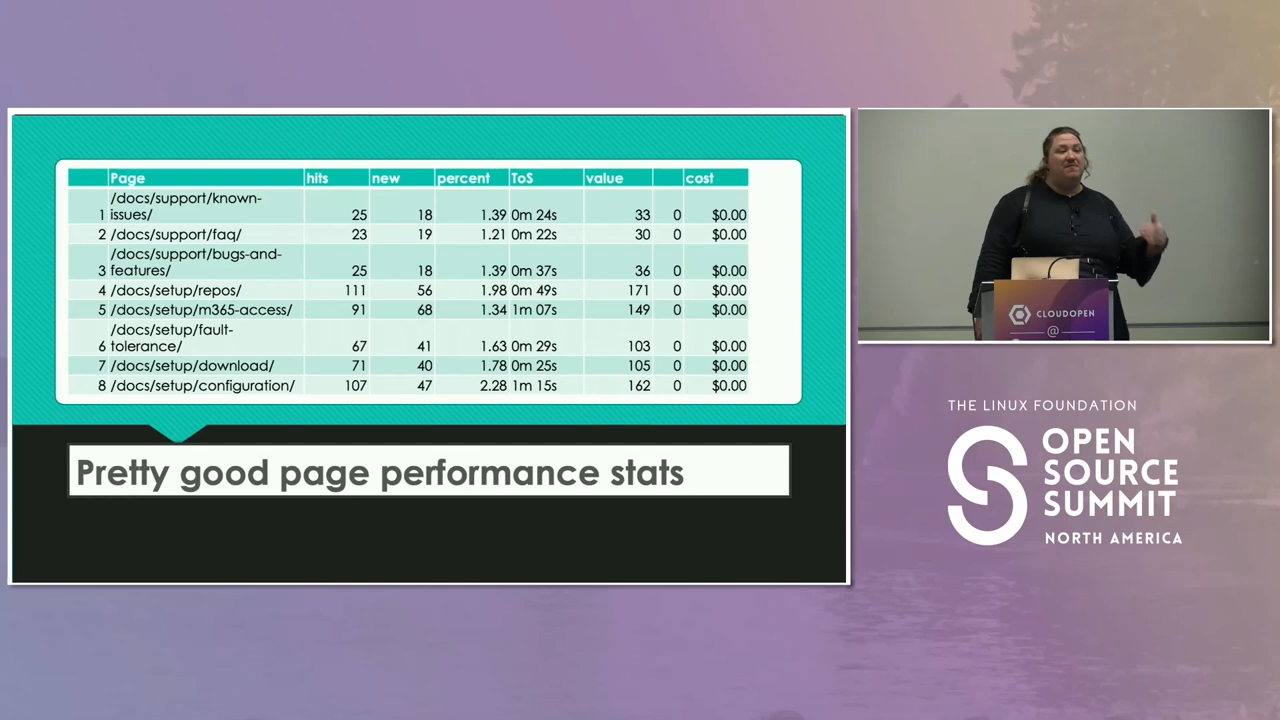 Page hits new percent ToS value cost
/docs/support/known-
1 issues/ 25 18 1.39 0m 24s 33 0 $0.00
2 /docs/support/faq/ 23 19 1.21 0m 22s 30 0 $0.00
/docs/support/bugs-and-
3 features/ 25 18 1.39 0m 37s 36 0 $0.00
4 /docs/setup/repos/ 111 56 1.98 0m 49s 171 0 $0.00
5 /docs/setup/m365-access/ 91 68 1.34 1m 07s 149 0 $0.00
/docs/setup/fault-
6 tolerance/ 67 41 1.63 0m 29s 103 0 $0.00
7 /docs/setup/download/ 71 40 1.78 0m 25s 105 0 $0.00
8 /docs/setup/configuration/ 107 47 2.28 1m 15s 162 0 $0.00
Pretty good page performance stats
CLOUDOPEN
@
THE LINUX FOUNDATION
OPEN
SOURCE
SUMMIT
NORTH AMERICA